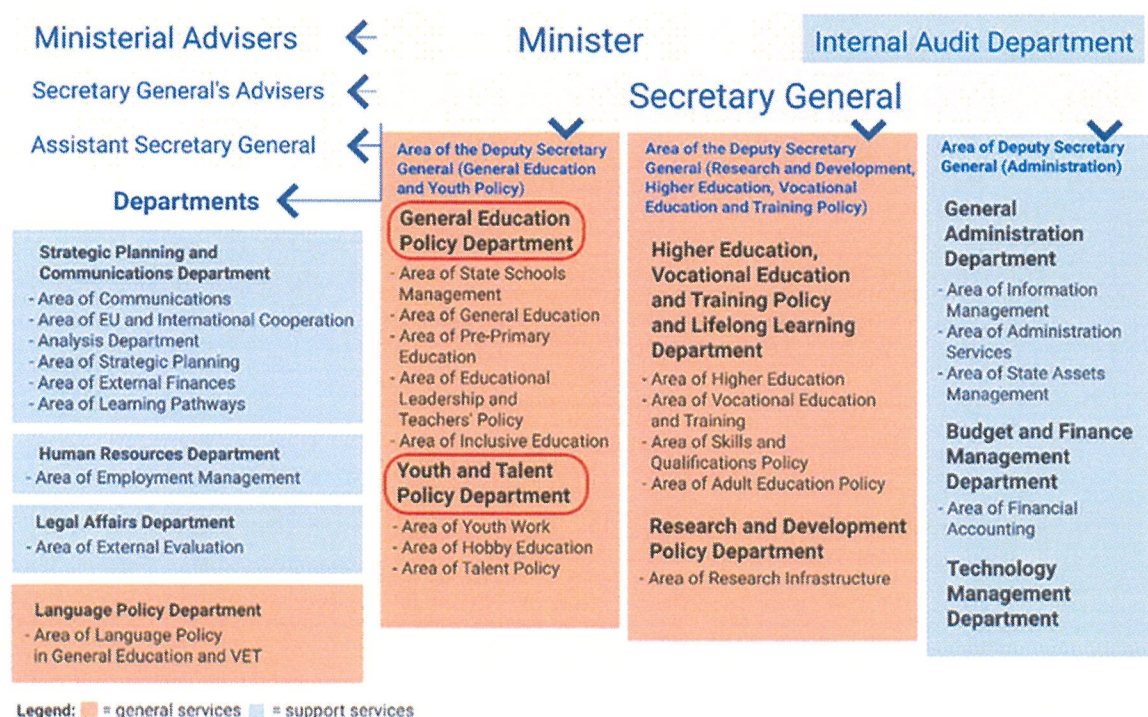 Ministerial Advisers
Minister
Internal Audit Department
Secretary General's Advisers
Secretary General
Assistant Secretary General
Departments
Strategic Planning and
Communications Department
- Area of Communications
- Area of EU and International Cooperation
- Analysis Department
- Area of Strategic Planning
- Area of External Finances
- Area of Learning Pathways
Human Resources Department
- Area of Employment Management
Legal Affairs Department
- Area of External Evaluation
Language Policy Department
- Area of Language Policy
in General Education and VET
Area of the Deputy Secretary
General (General Education
and Youth Policy)
General Education
Policy Department
- Area of State Schools
Management
- Area of General Education
- Area of Pre-Primary
Education
- Area of Educational
Leadership and
Teachers' Policy
- Area of Inclusive Education
Youth and Talent
Policy Department
- Area of Youth Work
- Area of Hobby Education
- Area of Talent Policy
Area of the Deputy Secretary
General (Research and Development,
Higher Education, Vocational
Education and Training Policy)
Higher Education,
Vocational Education
and Training Policy
and Lifelong Learning
Department
- Area of Higher Education
- Area of Vocational Education
and Training
- Area of Skills and
Qualifications Policy
- Area of Adult Education Policy
Research and Development
Policy Department
- Area of Research Infrastructure
Area of Deputy Secretary
General (Administration)
General
Administration
Department
- Area of Information
Management
- Area of Administration
Services
- Area of State Assets
Management
Budget and Finance
Management
Department
- Area of Financial
Accounting
Technology
Management
Department
Legend: = general services = support services